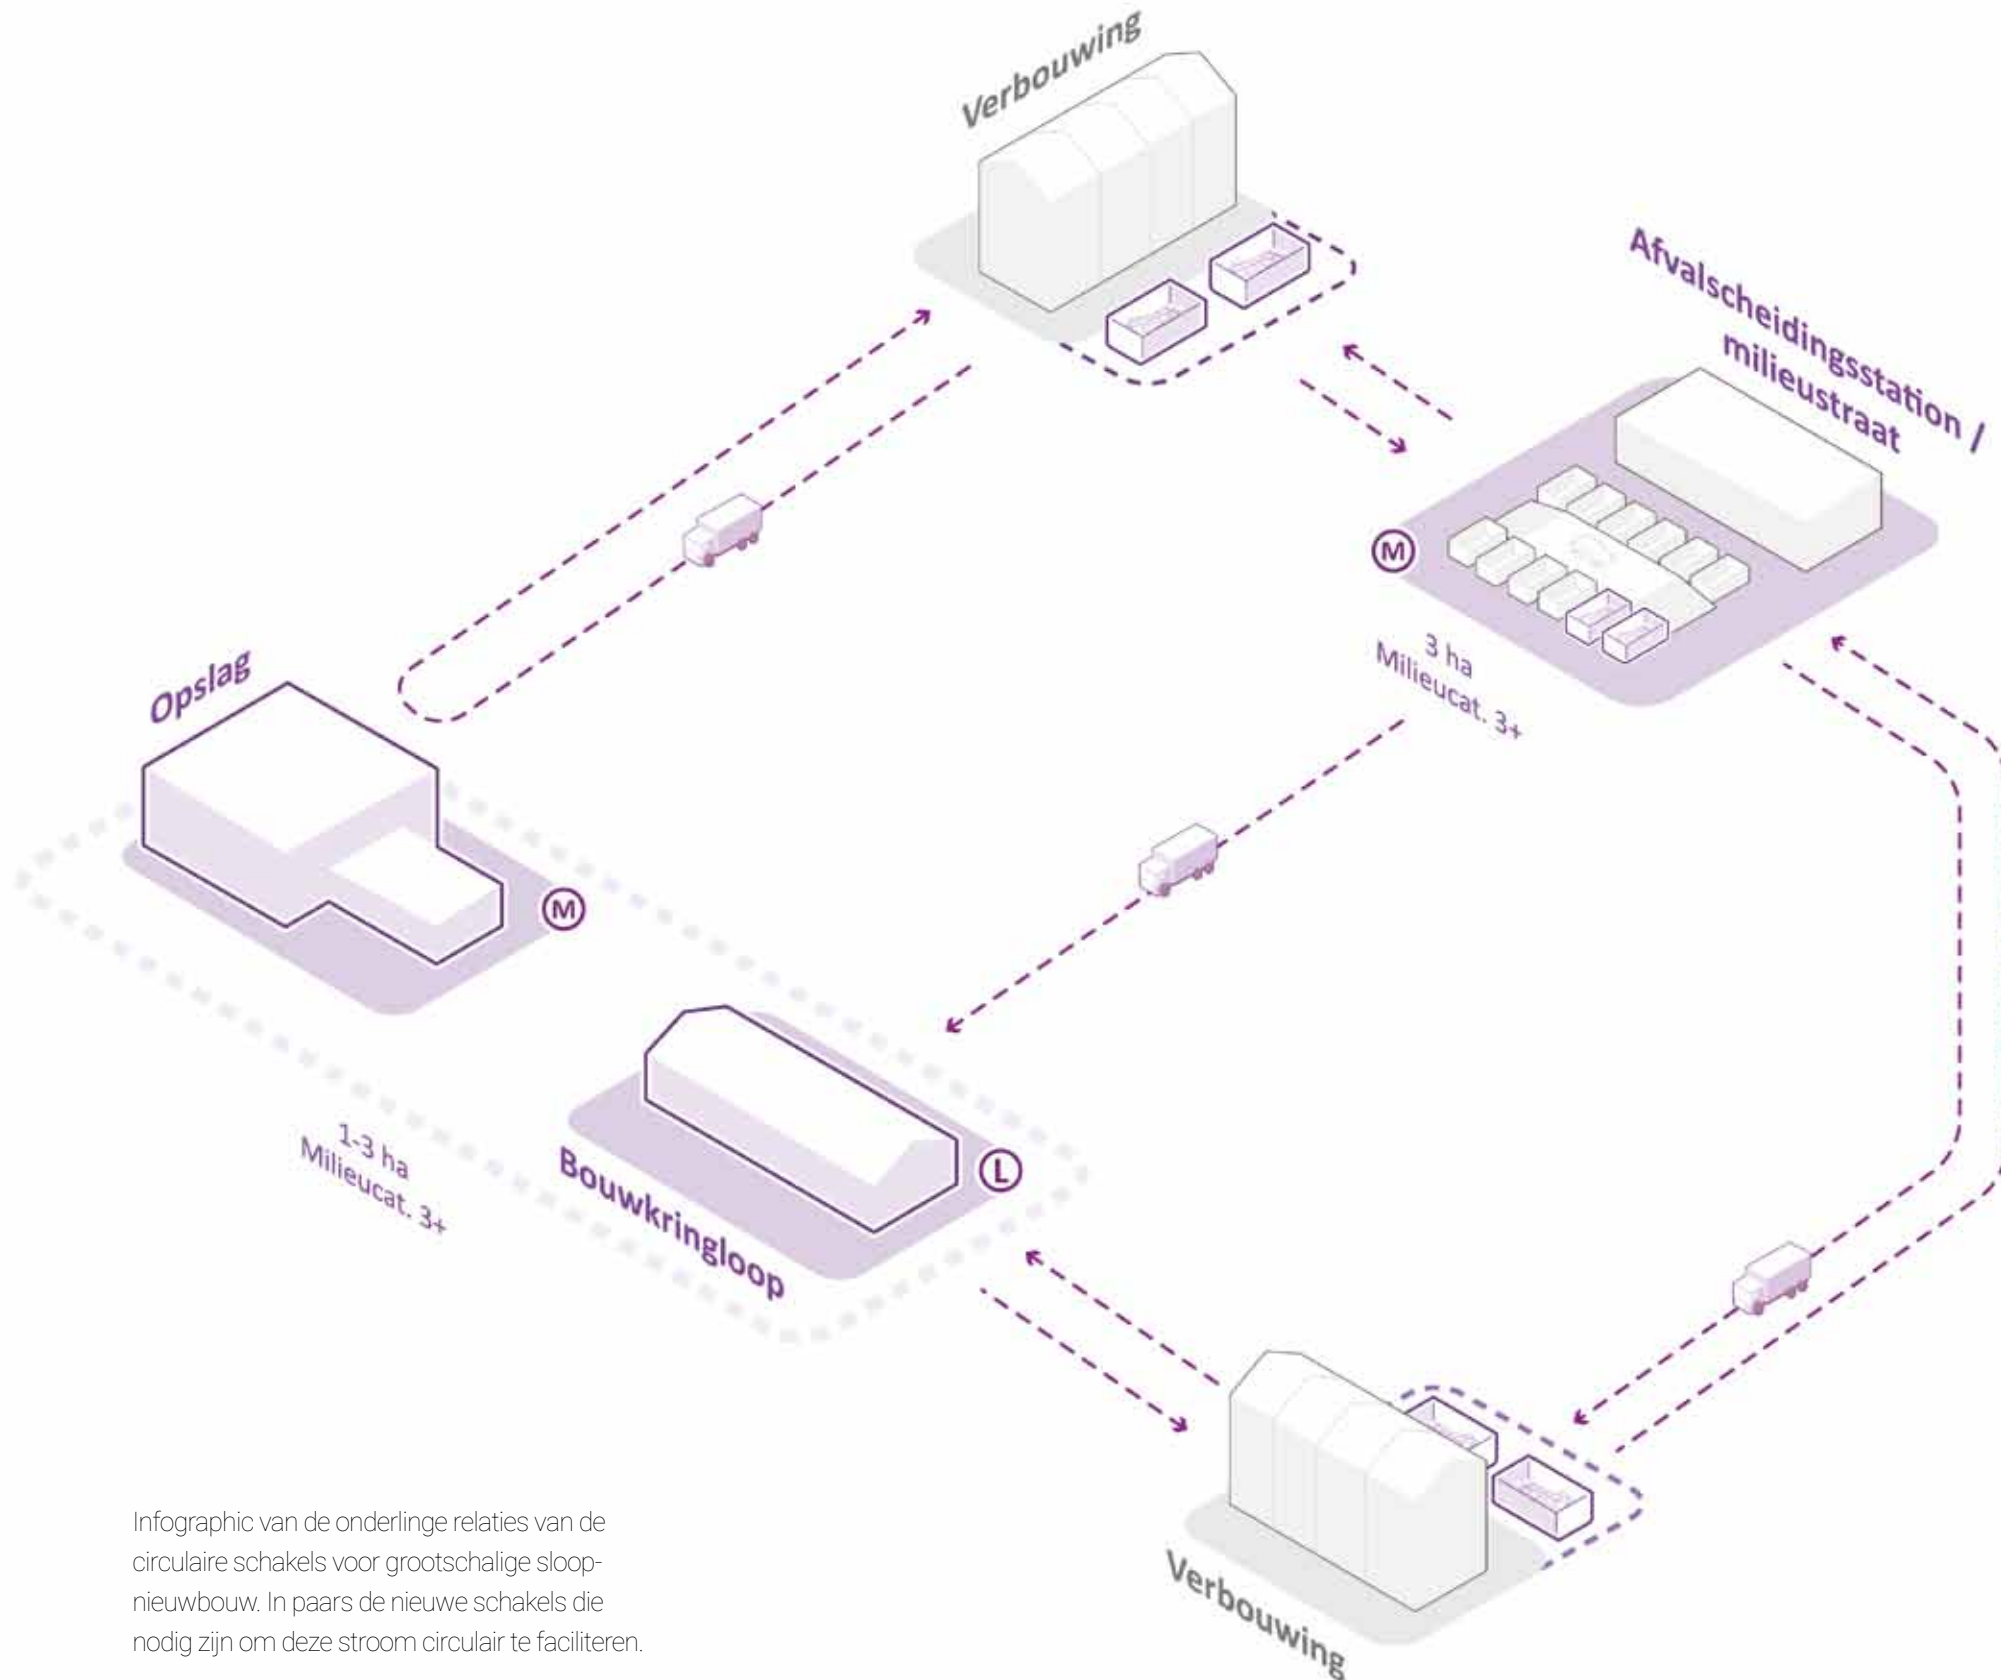 Verbouwing
Afvalscheidingsstation /
milieustraat
M
3 ha
Milieucat. 3+
Opslag
M
1-3 ha
Milieucat. 3+
Bouwkringloop
L
Verbouwing
Infographic van de onderlinge relaties van de
circulaire schakels voor grootschalige sloop-
nieuwbouw. In paars de nieuwe schakels die
nodig zijn om deze stroom circulair te faciliteren.